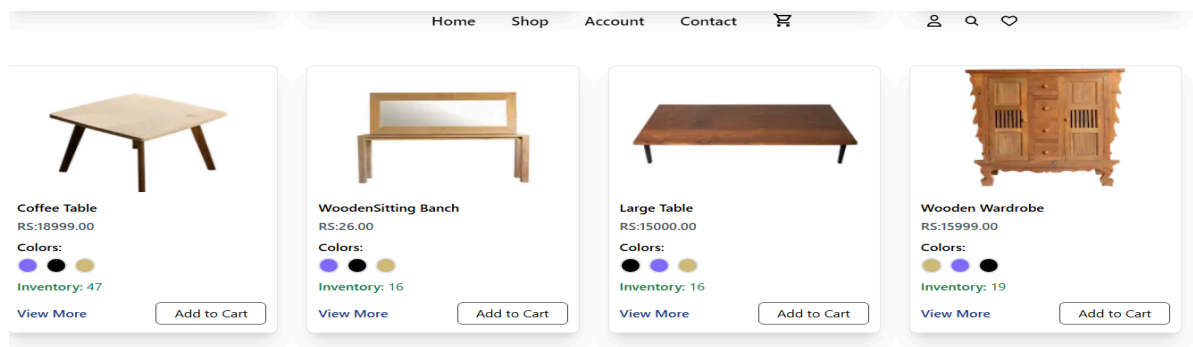 Home Shop Account Contact
Coffee Table
RS:18999.00
Colors:
Inventory: 47
View More Add to Cart
WoodenSitting Banch
RS:26.00
Colors:
Inventory: 16
View More Add to Cart
Large Table
RS:15000.00
Colors:
Inventory: 16
View More Add to Cart
Wooden Wardrobe
RS:15999.00
Colors:
Inventory: 19
View More Add to Cart